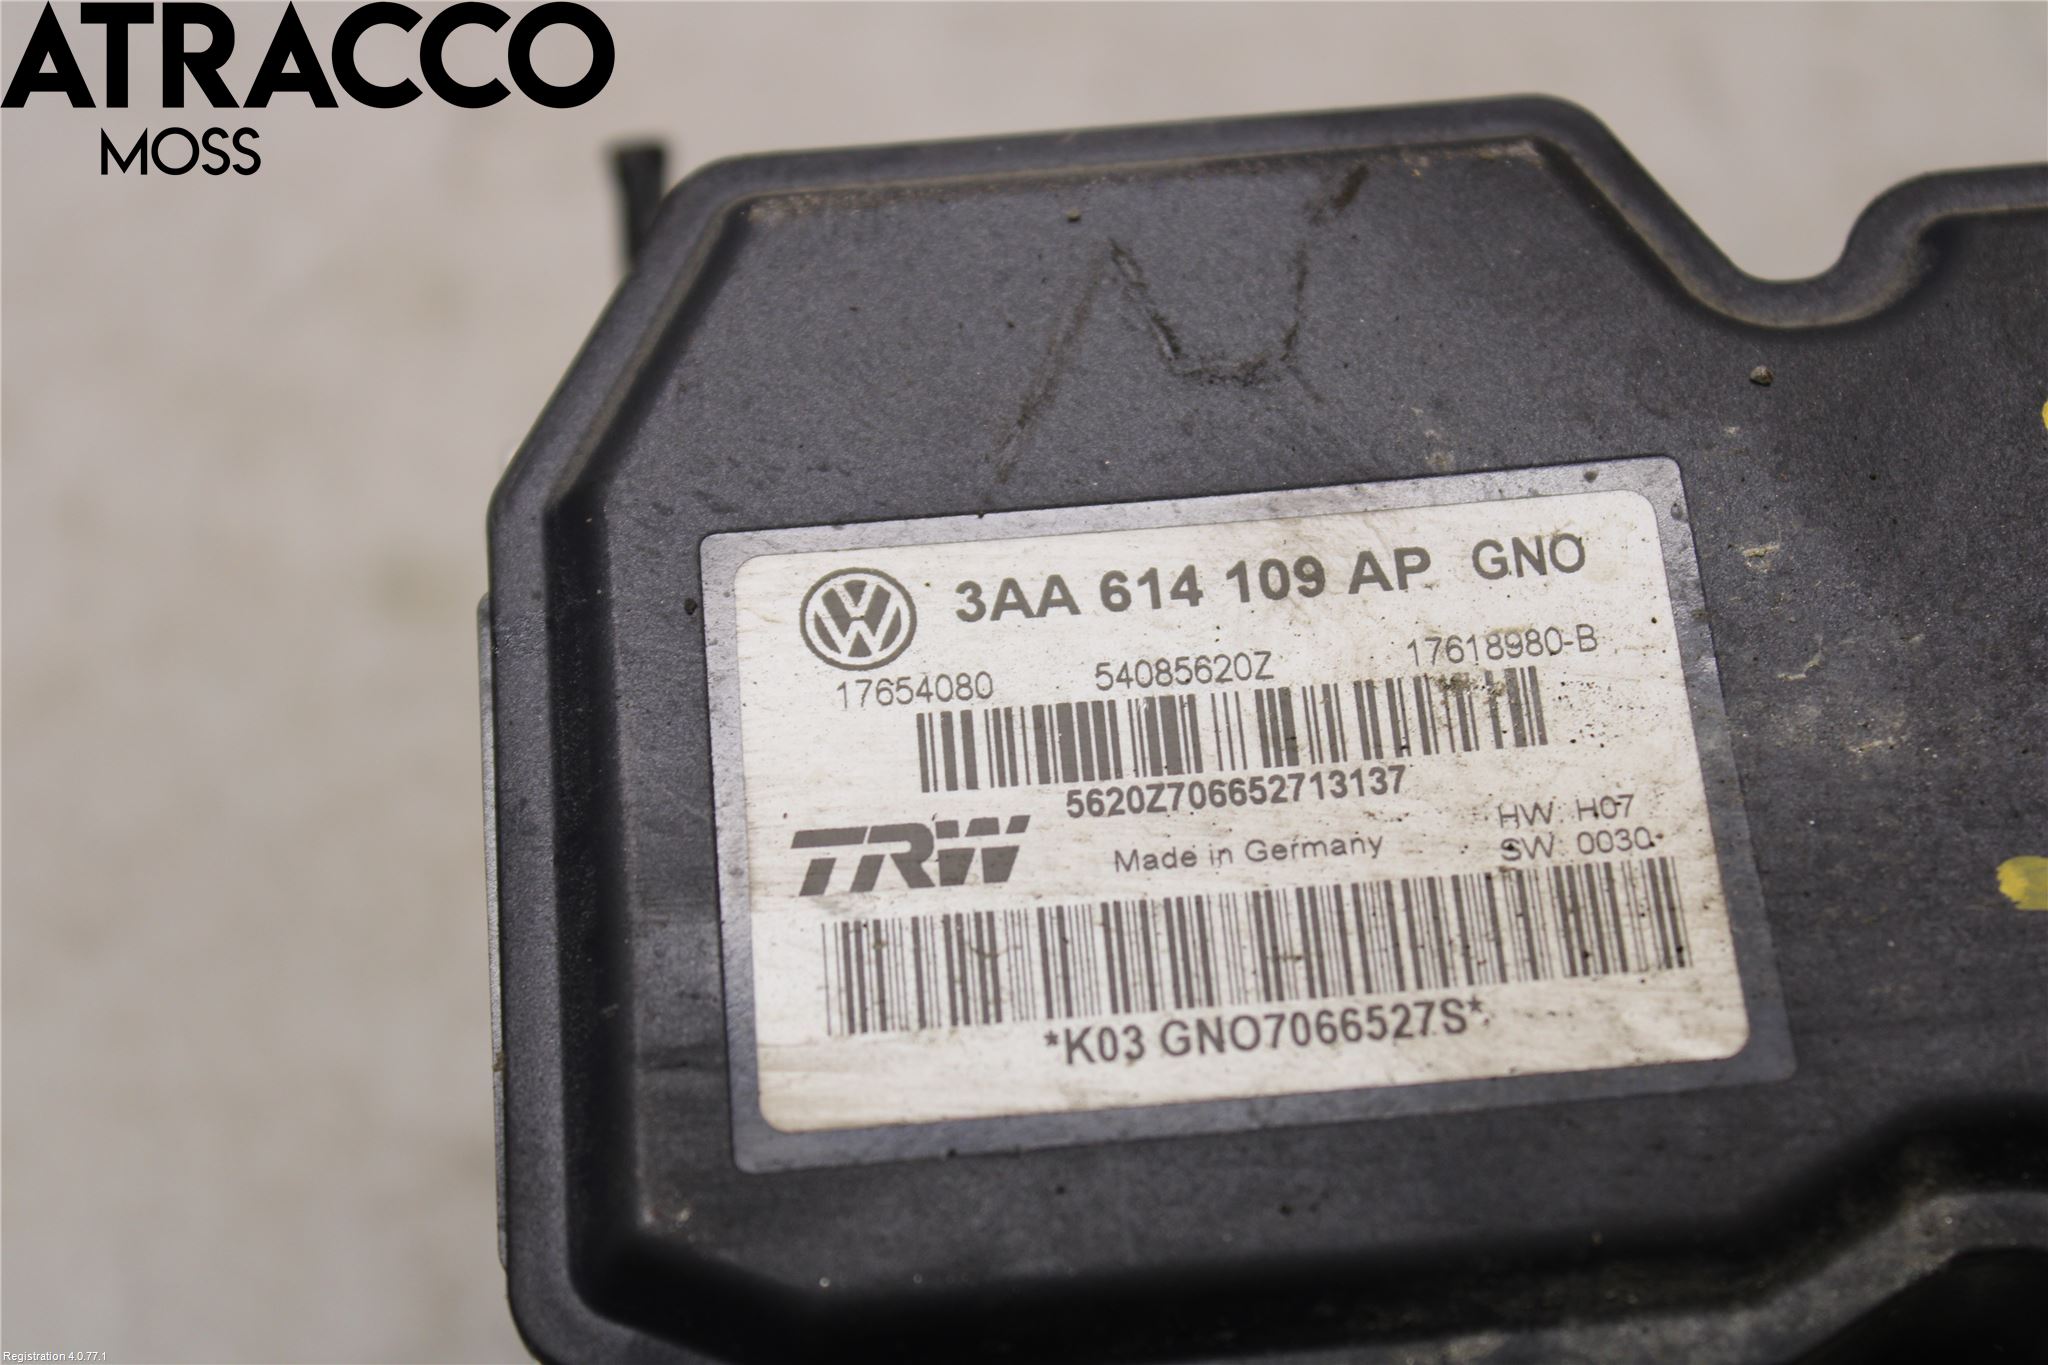 ATRACCO
MOSS
3AA 614 109 AP GNO
17654080 54085620Z 17618980-B
5620Z706652713137
TRW Made in Germany
HW: H07
SW: 0030
*K03 GNO7066527S*
Registration 4.0.77.1